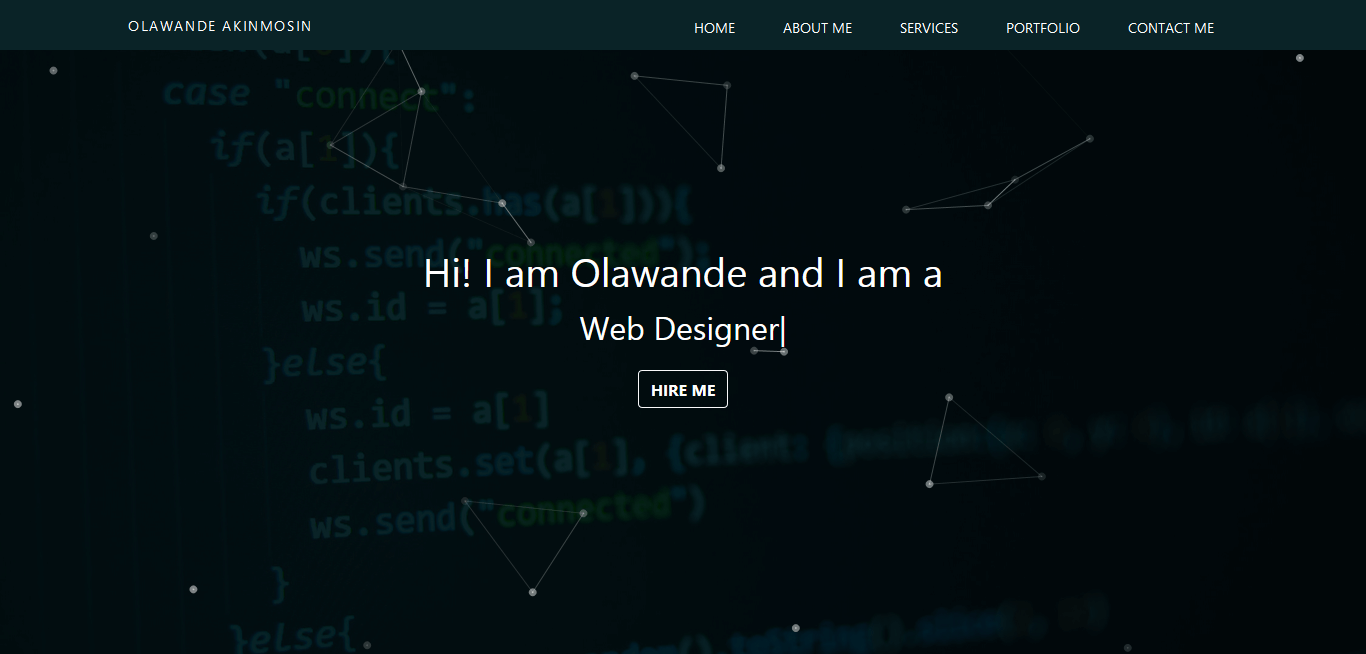 OLAWANDE AKINMOSIN
HOME ABOUT ME SERVICES PORTFOLIO CONTACT ME
case "connect":
if(a[1]){
if(clients.has(a[1])){
ws.send("connected");
Hi! I am Olawande and I am a
ws.id = a[1];
Web Designer|
}else{
HIRE ME
ws.id = a[1]
clients.set(a[1], {client:
ws.send("connected")
}
}else{
.toString()